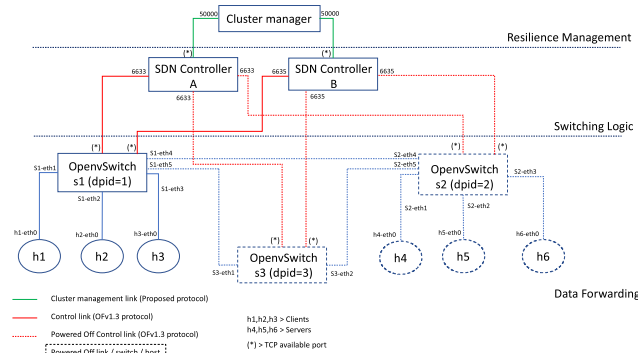 Cluster manager
50000
50000
Resilience Management
(*)
(*)
SDN Controller
A
SDN Controller
B
6633
6633
6635
6635
6633
6635
Switching Logic
(*)
(*)
(*)
(*)
S1-eth4
S1-eth5
S2-eth4
S2-eth5
OpenvSwitch
s1 (dpid=1)
OpenvSwitch
s2 (dpid=2)
S1-eth1
S1-eth2
S1-eth3
S2-eth1
S2-eth2
S2-eth3
h1-eth0
h2-eth0
h3-eth0
(*)
(*)
h4-eth0
h5-eth0
h6-eth0
h1
h2
h3
OpenvSwitch
s3 (dpid=3)
S3-eth1
S3-eth2
h4
h5
h6
Data Forwarding
Cluster management link (Proposed protocol)
Control link (OFv1.3 protocol)
Powered Off Control link (OFv1.3 protocol)
Powered Off link / switch / host
h1,h2,h3 > Clients
h4,h5,h6 > Servers
(*) > TCP available port